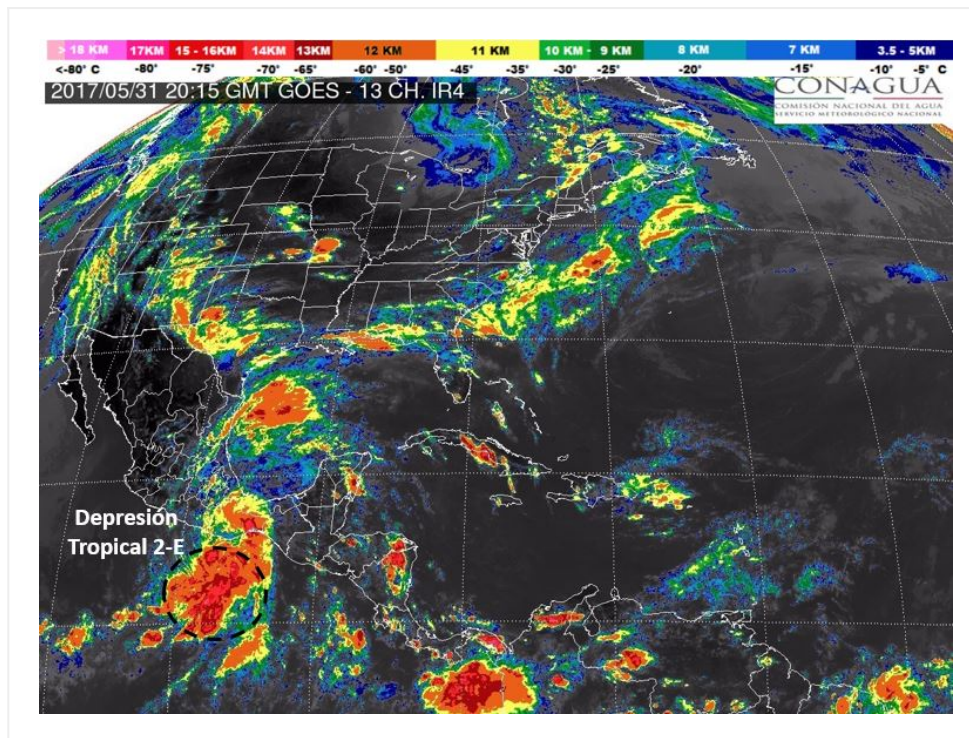 > 18 KM 17KM 15 - 16KM 14KM 13KM 12 KM 11 KM 10 KM - 9 KM 8 KM 7 KM 3.5 - 5KM
<-80° C -80° -75° -70° -65° -60° -50° -45° -35° -30° -25° -20° -15° -10° -5° C
2017/05/31 20:15 GMT GOES - 13 CH. IR4
CONAGUA
COMISIÓN NACIONAL DEL AGUA
SERVICIO METEOROLÓGICO NACIONAL
Depresión
Tropical 2-E